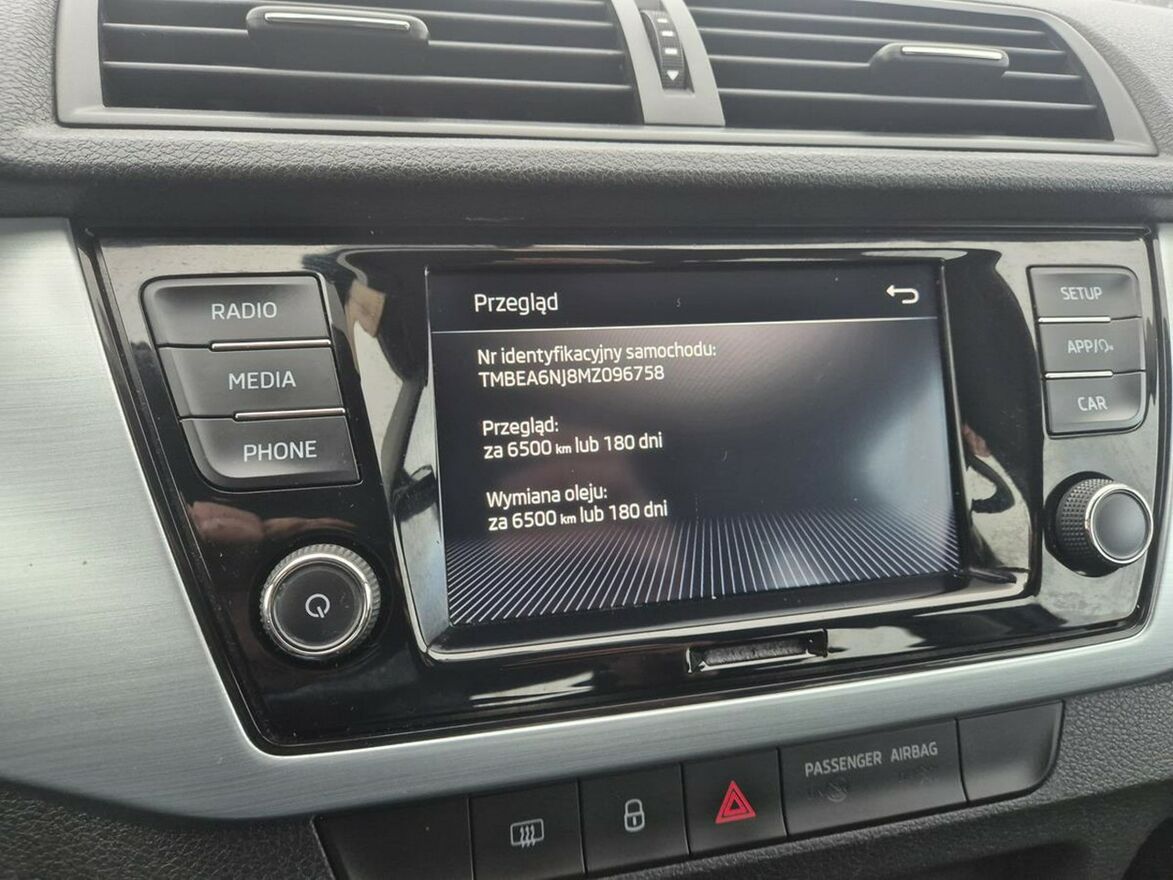 RADIO
MEDIA
PHONE
Przegląd
Nr identyfikacyjny samochodu:
TMBEA6NJ8MZ096758
Przegląd:
za 6500 km lub 180 dni
Wymiana oleju:
za 6500 km lub 180 dni
SETUP
APP/
CAR
PASSENGER AIRBAG